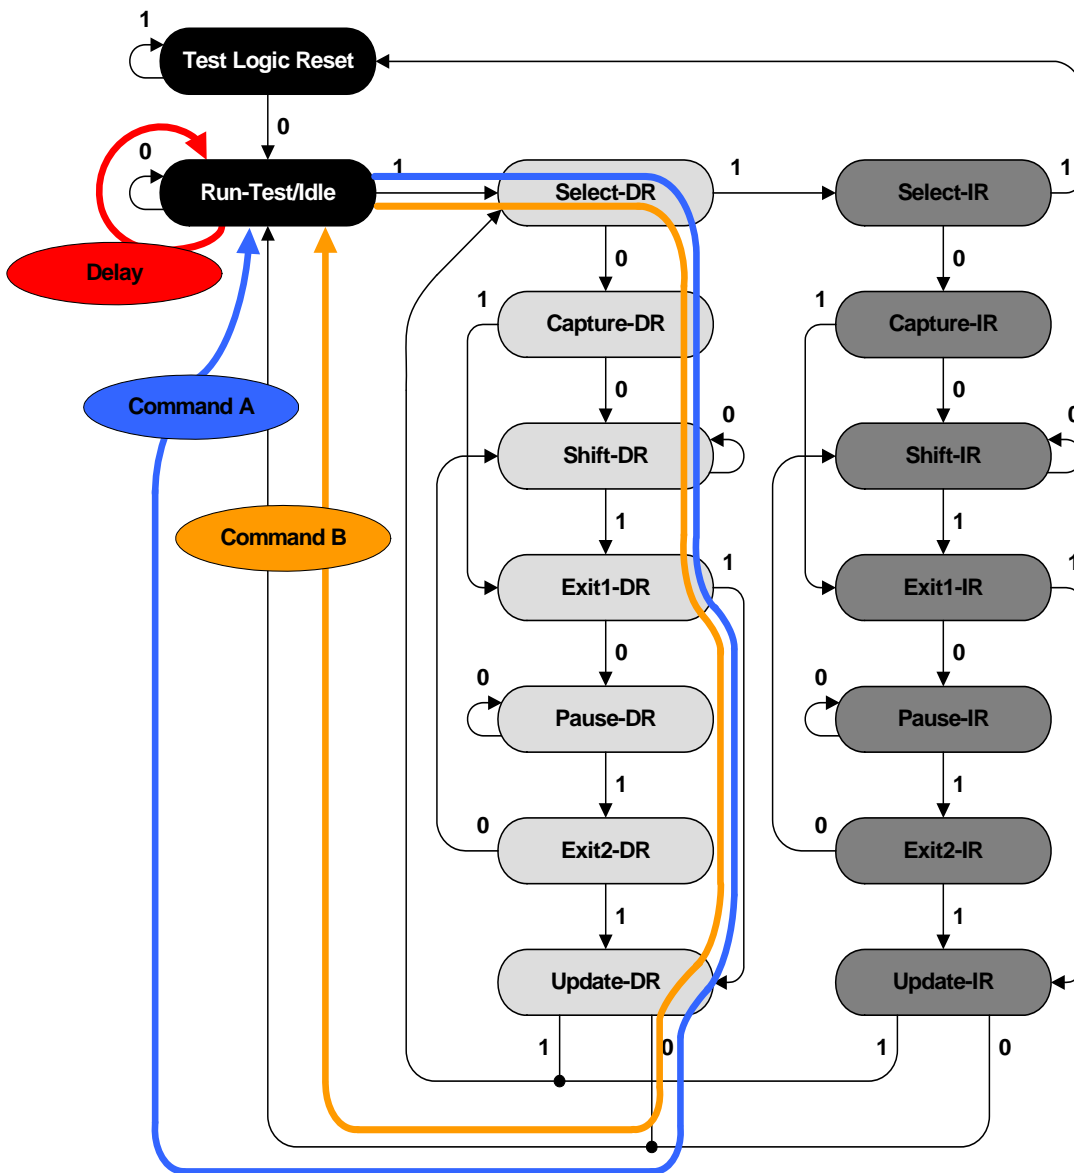 1
Test Logic Reset
0
0
Run-Test/Idle
1
Select-DR
1
Select-IR
1
Delay
0
0
1
Capture-DR
1
Capture-IR
0
0
Command A
0
0
Shift-DR
Shift-IR
1
1
Command B
Exit1-DR
1
Exit1-IR
1
0
0
0
0
Pause-DR
Pause-IR
1
1
0
Exit2-DR
0
Exit2-IR
1
1
Update-DR
Update-IR
1
0
1
0